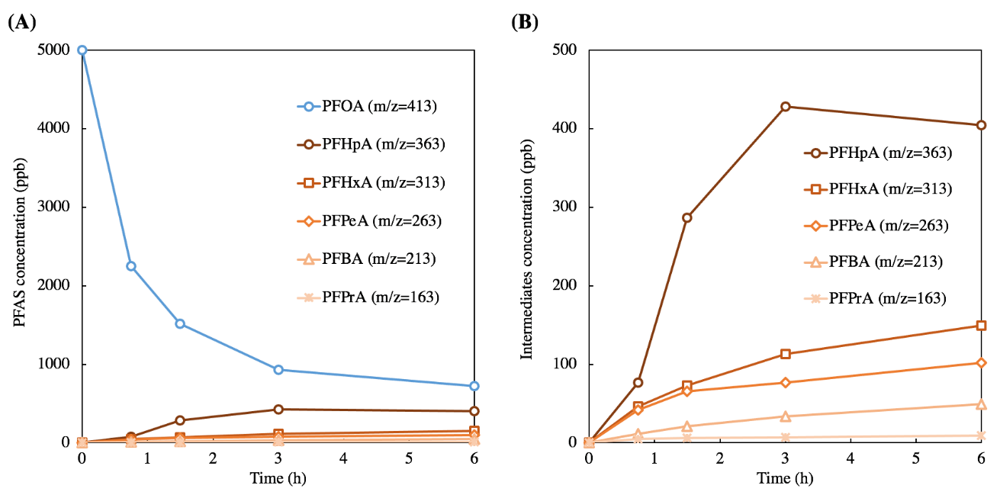 (A)
PFAS concentration (ppb)
5000
4000
3000
2000
1000
0
0 1 2 3 4 5 6
Time (h)
PFOA (m/z=413)
PFHpA (m/z=363)
PFHxA (m/z=313)
PFPeA (m/z=263)
PFBA (m/z=213)
PFPrA (m/z=163)
(B)
Intermediates concentration (ppb)
500
400
300
200
100
0
0 1 2 3 4 5 6
Time (h)
PFHpA (m/z=363)
PFHxA (m/z=313)
PFPeA (m/z=263)
PFBA (m/z=213)
PFPrA (m/z=163)